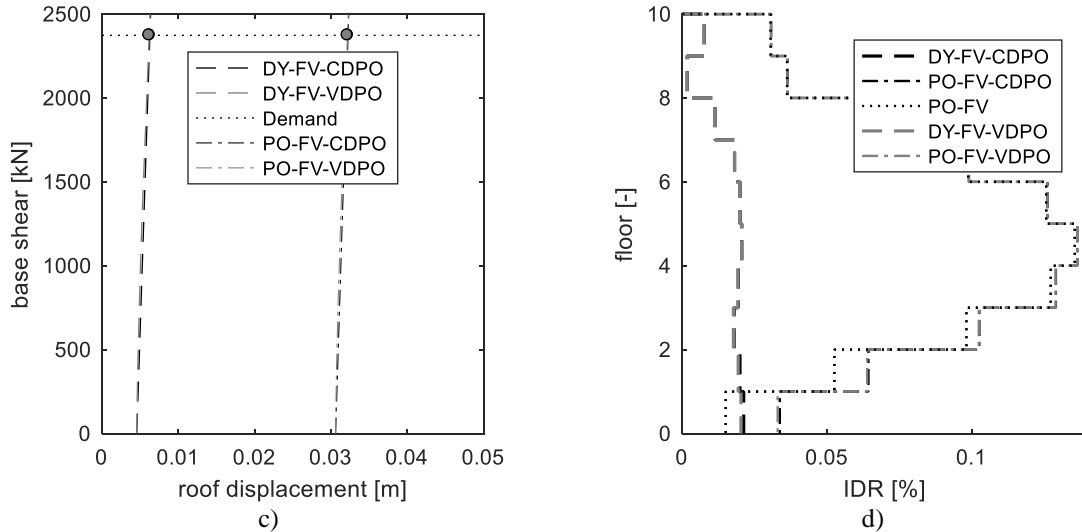 2500
2000
1500
1000
500
0
base shear [kN]
DY-FV-CDPO
DY-FV-VDPO
Demand
PO-FV-CDPO
PO-FV-VDPO
0 0.01 0.02 0.03 0.04 0.05
roof displacement [m]
c)
10
8
6
4
2
0
floor [-]
DY-FV-CDPO
PO-FV-CDPO
PO-FV
DY-FV-VDPO
PO-FV-VDPO
0 0.05 0.1
IDR [%]
d)